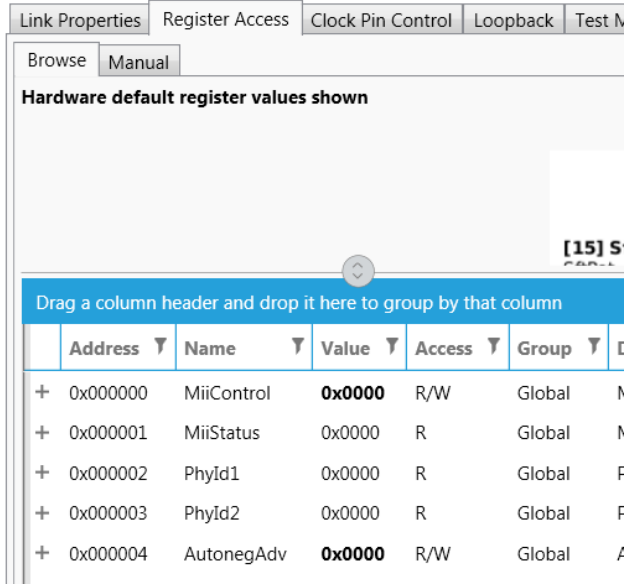 Link Properties Register Access Clock Pin Control Loopback Test
Browse Manual
Hardware default register values shown
[15]
Drag a column header and drop it here to group by that column
Address Name Value Access Group
0x000000 MiiControl 0x0000 R/W Global
0x000001 MiiStatus 0x0000 R Global
0x000002 PhyId1 0x0000 R Global
0x000003 PhyId2 0x0000 R Global
0x000004 AutonegAdv 0x0000 R/W Global